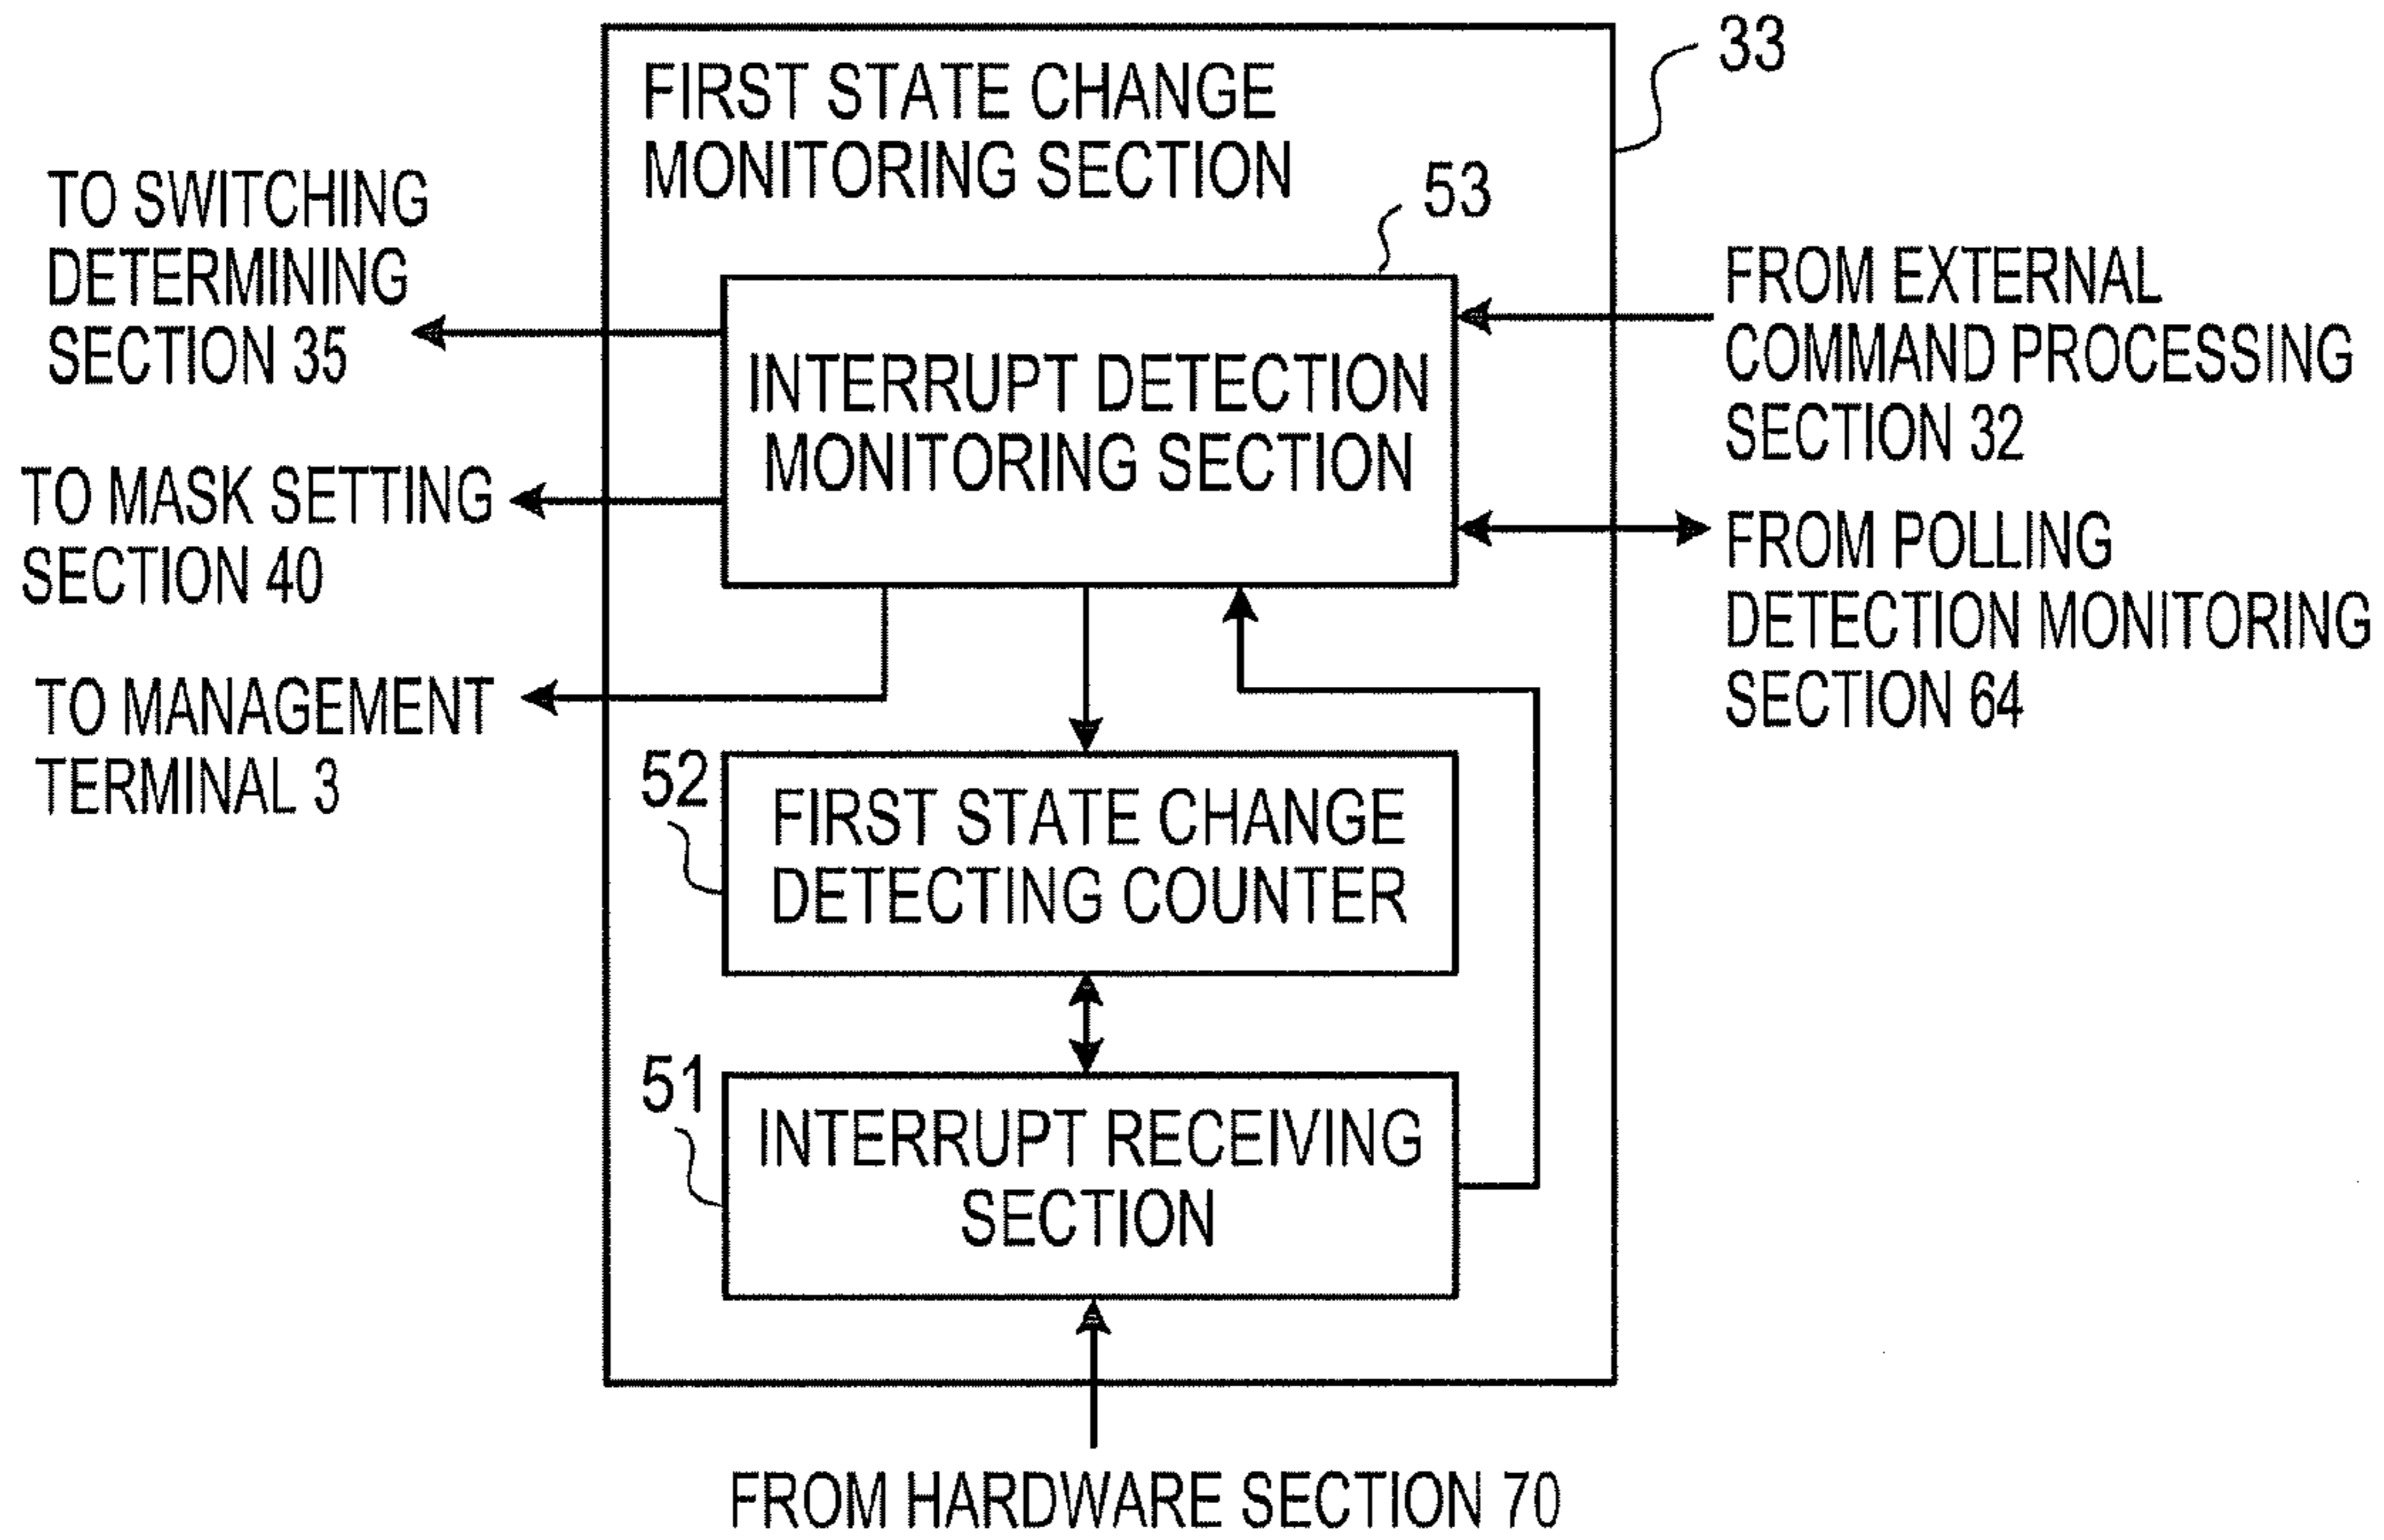 33
FIRST STATE CHANGE
MONITORING SECTION
53
TO SWITCHING
DETERMINING
SECTION 35
FROM EXTERNAL
COMMAND PROCESSING
SECTION 32
INTERRUPT DETECTION
MONITORING SECTION
TO MASK SETTING
SECTION 40
FROM POLLING
DETECTION MONITORING
SECTION 64
TO MANAGEMENT
TERMINAL 3
52
FIRST STATE CHANGE
DETECTING COUNTER
51
INTERRUPT RECEIVING
SECTION
FROM HARDWARE SECTION 70